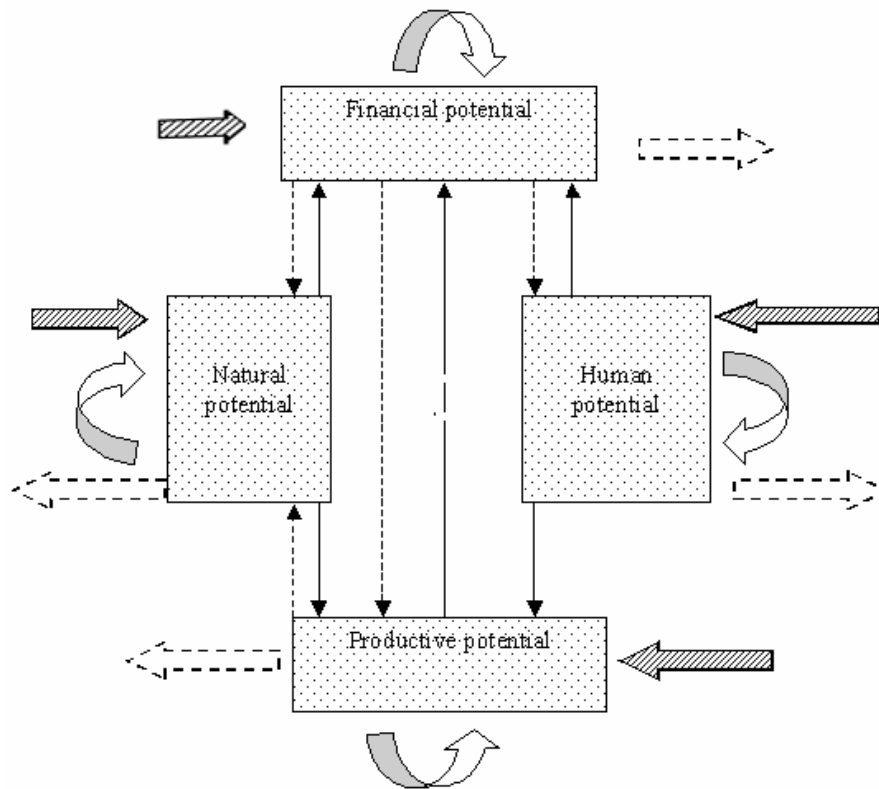 Financial potential
Natural
potential
Human
potential
Productive potential